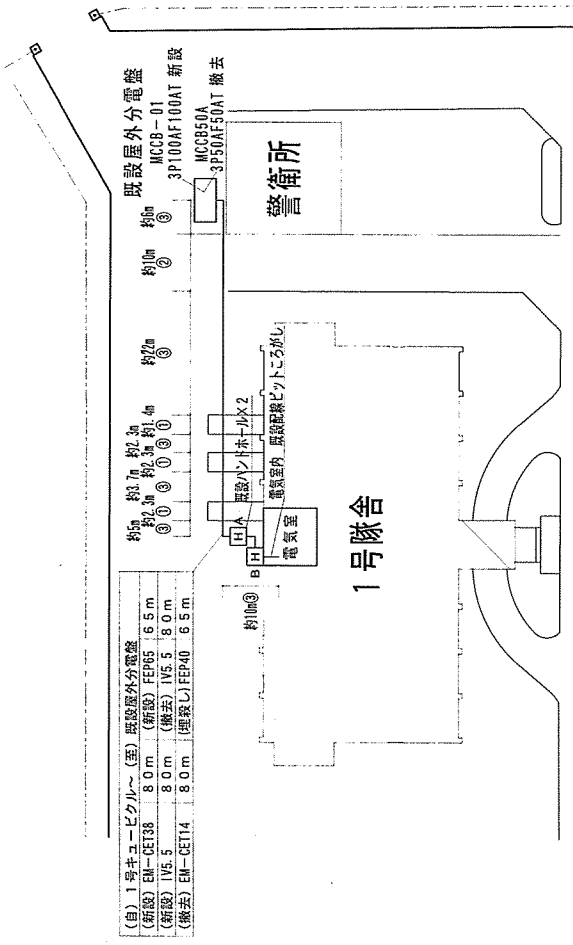 (自) 1号キュービクル~ (至) 既設屋外分電盤
(新設) EM-CET38 80m (新設) FEP65 65m
(新設) IV5.5 80m (撤去) IV5.5 80m
(撤去) EM-CET14 80m (埋殺し) FEP40 65m
約5m 約2.3m 約3.7m 約2.3m 約2.3m 約1.4m 約22m 約10m 約6m
③ ① ③ ① ③ ① ③ ② ③
既設屋外分電盤
MCCB-01
3P100AF100AT 新設
MCCB50A
3P50AF50AT 撤去
既設ハンドホール×2
H A
B H
電気室内 既設配線ピットころがし
電気室
約10m③
警衛所
1号隊舎